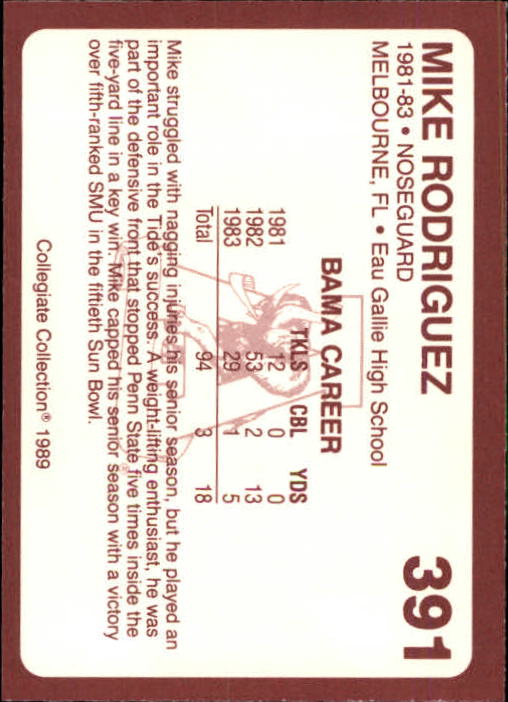 MIKE RODRIGUEZ 391
1981-83 • NOSEGUARD
MELBOURNE, FL • Eau Gallie High School
BAMA CAREER
TKLS CBL YDS
1981 12 0 0
1982 53 2 13
1983 29 1 5
Total 94 3 18
Mike struggled with nagging injuries his senior season, but he played an
important role in the Tide's success. A weight-lifting enthusiast, he was
part of the defensive front that stopped Penn State five times inside the
five-yard line in a key win. Mike capped his senior season with a victory
over fifth-ranked SMU in the fiftieth Sun Bowl.
Collegiate Collection® 1989